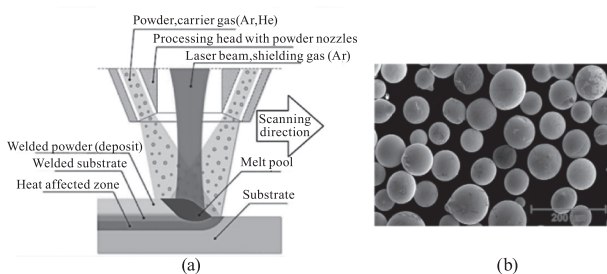 Powder,carrier gas(Ar,He)
Processing head with powder nozzles
Laser beam,shielding gas (Ar)
Scanning
direction
Welded powder (deposit)
Welded substrate
Heat affected zone
Melt pool
Substrate
200 μm
(a)
(b)